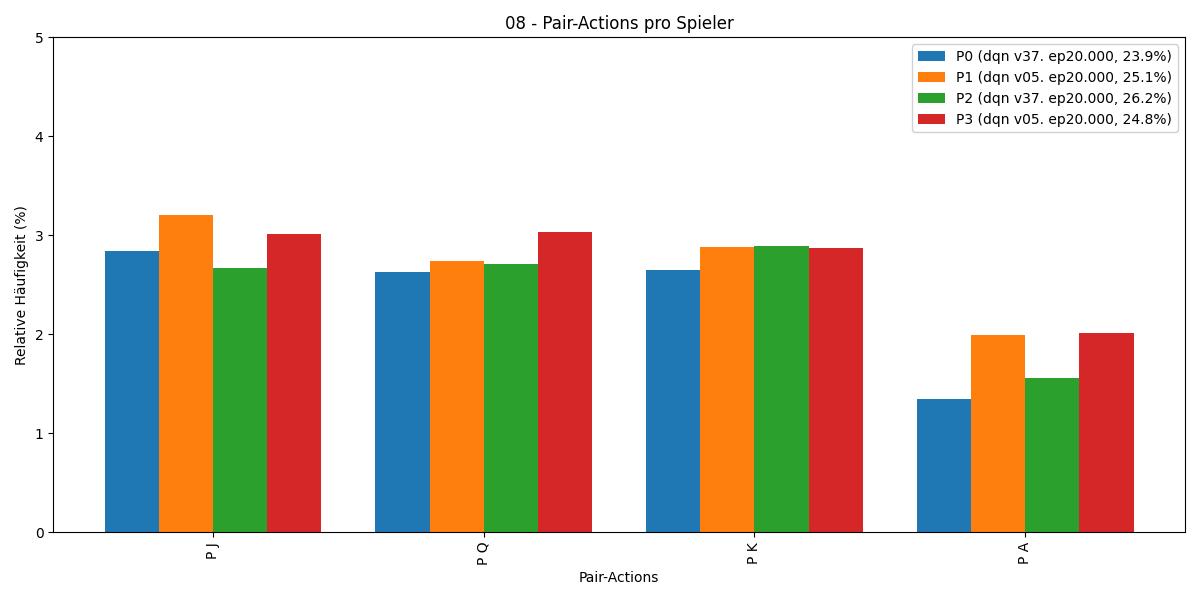 08 - Pair-Actions pro Spieler
P0 (dqn v37. ep20.000, 23.9%)
P1 (dqn v05. ep20.000, 25.1%)
P2 (dqn v37. ep20.000, 26.2%)
P3 (dqn v05. ep20.000, 24.8%)
Relative Häufigkeit (%)
5
4
3
2
1
0
P J
P Q
P K
P A
Pair-Actions